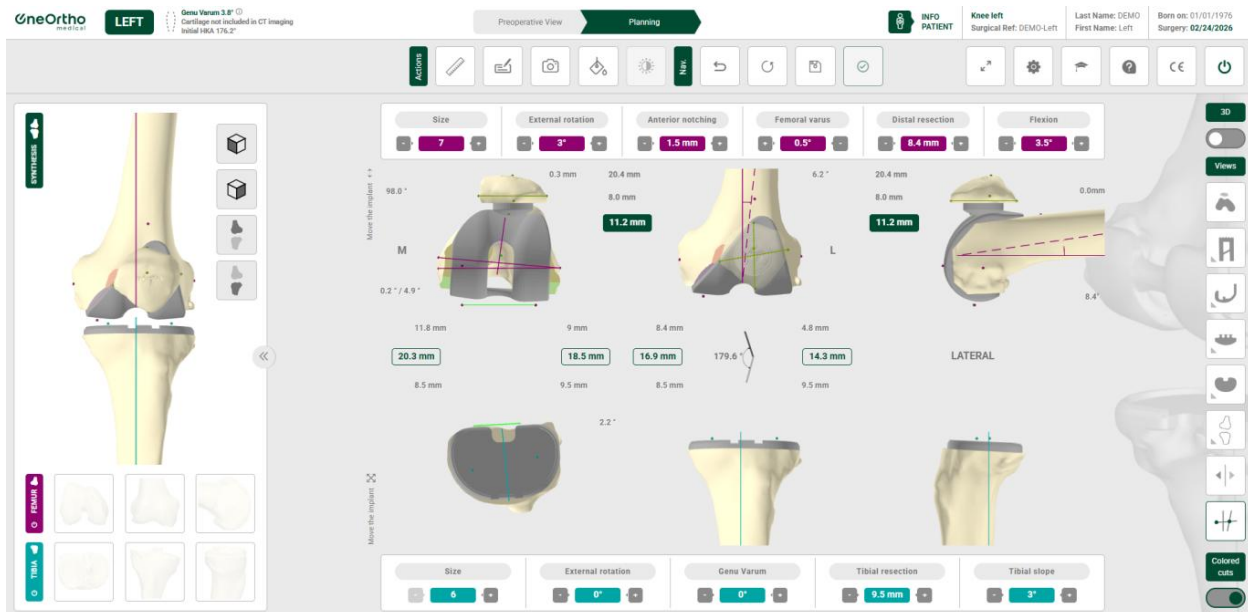 OneOrtho
medical
LEFT
Genu Varum 3.8°
Cartilage not included in CT imaging
Initial HKA 176.2°
Preoperative View
Planning
INFO
PATIENT
Knee left
Surgical Ref: DEMO-Left
Last Name: DEMO
First Name: Left
Born on: 01/01/1976
Surgery: 02/24/2026
Actions
Nav.
CE
SYNTHESIS
Size
External rotation
Anterior notching
Femoral varus
Distal resection
Flexion
- 7 +
- 3° +
- 1.5 mm +
+ 0.5° -
- 8.4 mm +
- 3.5° +
3D
Views
Move the implant
0.3 mm
20.4 mm
6.2 °
20.4 mm
98.0 °
8.0 mm
8.0 mm
0.0mm
11.2 mm
11.2 mm
M
L
0.2 ° / 4.9 °
8.4°
11.8 mm
9 mm
8.4 mm
4.8 mm
20.3 mm
18.5 mm
16.9 mm
179.6 °
14.3 mm
LATERAL
8.5 mm
9.5 mm
8.5 mm
9.5 mm
2.2 °
Move the implant
FEMUR
TIBIA
Size
External rotation
Genu Varum
Tibial resection
Tibial slope
- 6 +
- 0° +
- 0° +
- 9.5 mm +
- 3° +
Colored
cuts